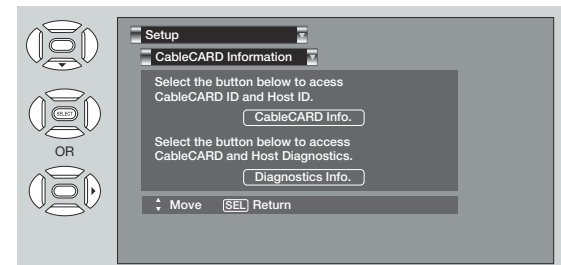 SELECT
OR
Setup
CableCARD Information
Select the button below to acess
CableCARD ID and Host ID.
CableCARD Info.
Select the button below to access
CableCARD and Host Diagnostics.
Diagnostics Info.
Move SEL Return